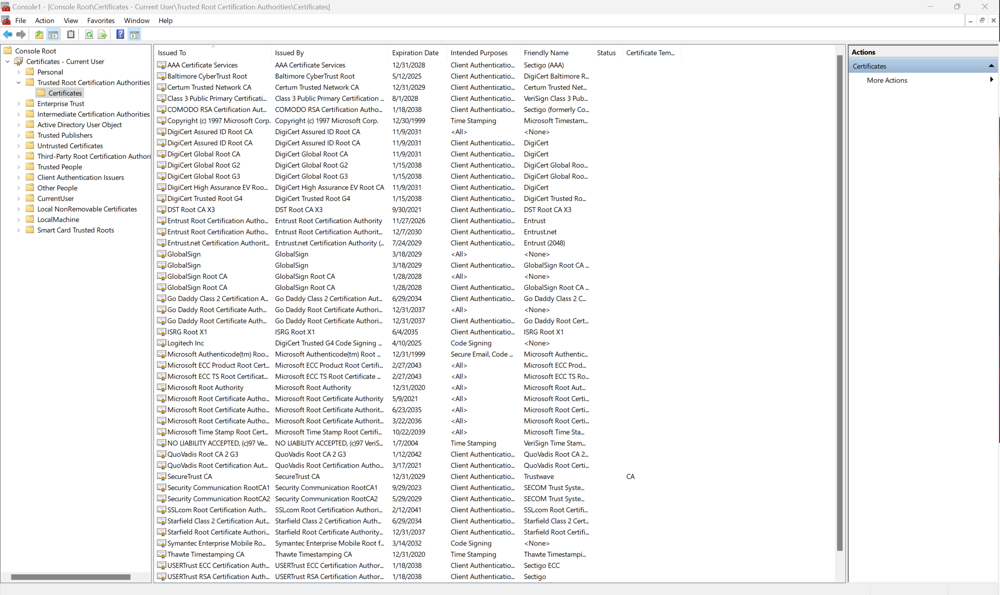 Console1 - [Console Root\Certificates - Current User\Trusted Root Certification Authorities\Certificates]
File Action View Favorites Window Help
Console Root
Certificates - Current User
Personal
Trusted Root Certification Authorities
Certificates
Enterprise Trust
Intermediate Certification Authorities
Active Directory User Object
Trusted Publishers
Untrusted Certificates
Third-Party Root Certification Authori
Trusted People
Client Authentication Issuers
Other People
CurrentUser
Local NonRemovable Certificates
LocalMachine
Smart Card Trusted Roots
Issued To Issued By Expiration Date Intended Purposes Friendly Name Status Certificate Tem...
AAA Certificate Services AAA Certificate Services 12/31/2028 Client Authenticatio... Sectigo (AAA)
Baltimore CyberTrust Root Baltimore CyberTrust Root 5/12/2025 Client Authenticatio... DigiCert Baltimore R...
Certum Trusted Network CA Certum Trusted Network CA 12/31/2029 Client Authenticatio... Certum Trusted Net...
Class 3 Public Primary Certificati... Class 3 Public Primary Certification ... 8/1/2028 Client Authenticatio... VeriSign Class 3 Pub...
COMODO RSA Certification Aut... COMODO RSA Certification Autho... 1/18/2038 Client Authenticatio... Sectigo (formerly Co...
Copyright (c) 1997 Microsoft Corp. Copyright (c) 1997 Microsoft Corp. 12/30/1999 Time Stamping Microsoft Timestam...
DigiCert Assured ID Root CA DigiCert Assured ID Root CA 11/9/2031 <All> <None>
DigiCert Assured ID Root CA DigiCert Assured ID Root CA 11/9/2031 Client Authenticatio... DigiCert
DigiCert Global Root CA DigiCert Global Root CA 11/9/2031 Client Authenticatio... DigiCert
DigiCert Global Root G2 DigiCert Global Root G2 1/15/2038 Client Authenticatio... DigiCert Global Roo...
DigiCert Global Root G3 DigiCert Global Root G3 1/15/2038 Client Authenticatio... DigiCert Global Roo...
DigiCert High Assurance EV Roo... DigiCert High Assurance EV Root CA 11/9/2031 Client Authenticatio... DigiCert
DigiCert Trusted Root G4 DigiCert Trusted Root G4 1/15/2038 Client Authenticatio... DigiCert Trusted Ro...
DST Root CA X3 DST Root CA X3 9/30/2021 Client Authenticatio... DST Root CA X3
Entrust Root Certification Autho... Entrust Root Certification Authority 11/27/2026 Client Authenticatio... Entrust
Entrust Root Certification Autho... Entrust Root Certification Authorit... 12/7/2030 Client Authenticatio... Entrust.net
Entrust.net Certification Authorit... Entrust.net Certification Authority (... 7/24/2029 Client Authenticatio... Entrust (2048)
GlobalSign GlobalSign 3/18/2029 <All> <None>
GlobalSign GlobalSign 3/18/2029 Client Authenticatio... GlobalSign Root CA ...
GlobalSign Root CA GlobalSign Root CA 1/28/2028 <All> <None>
GlobalSign Root CA GlobalSign Root CA 1/28/2028 Client Authenticatio... GlobalSign Root CA ...
Go Daddy Class 2 Certification A... Go Daddy Class 2 Certification Aut... 6/29/2034 Client Authenticatio... Go Daddy Class 2 C...
Go Daddy Root Certificate Auth... Go Daddy Root Certificate Authori... 12/31/2037 <All> <None>
Go Daddy Root Certificate Auth... Go Daddy Root Certificate Authori... 12/31/2037 Client Authenticatio... Go Daddy Root Cert...
ISRG Root X1 ISRG Root X1 6/4/2035 Client Authenticatio... ISRG Root X1
Logitech Inc DigiCert Trusted G4 Code Signing ... 4/10/2025 Code Signing <None>
Microsoft Authenticode(tm) Roo... Microsoft Authenticode(tm) Root ... 12/31/1999 Secure Email, Code ... Microsoft Authentic...
Microsoft ECC Product Root Cert... Microsoft ECC Product Root Certifi... 2/27/2043 <All> Microsoft ECC Prod...
Microsoft ECC TS Root Certificat... Microsoft ECC TS Root Certificate ... 2/27/2043 <All> Microsoft ECC TS Ro...
Microsoft Root Authority Microsoft Root Authority 12/31/2020 <All> Microsoft Root Aut...
Microsoft Root Certificate Autho... Microsoft Root Certificate Authority 5/9/2021 <All> Microsoft Root Certi...
Microsoft Root Certificate Autho... Microsoft Root Certificate Authorit... 6/23/2035 <All> Microsoft Root Certi...
Microsoft Root Certificate Autho... Microsoft Root Certificate Authorit... 3/22/2036 <All> Microsoft Root Certi...
Microsoft Time Stamp Root Cert... Microsoft Time Stamp Root Certifi... 10/22/2039 <All> Microsoft Time Sta...
NO LIABILITY ACCEPTED, (c)97 Ve... NO LIABILITY ACCEPTED, (c)97 VeriS... 1/7/2004 Time Stamping VeriSign Time Stam...
QuoVadis Root CA 2 G3 QuoVadis Root CA 2 G3 1/12/2042 Client Authenticatio... QuoVadis Root CA 2...
QuoVadis Root Certification Aut... QuoVadis Root Certification Autho... 3/17/2021 Client Authenticatio... QuoVadis Root Certi...
SecureTrust CA SecureTrust CA 12/31/2029 Client Authenticatio... Trustwave CA
Security Communication RootCA1 Security Communication RootCA1 9/29/2023 Client Authenticatio... SECOM Trust Syste...
Security Communication RootCA2 Security Communication RootCA2 5/29/2029 Client Authenticatio... SECOM Trust Syste...
SSL.com Root Certification Auth... SSL.com Root Certification Authori... 2/12/2041 Client Authenticatio... SSL.com Root Certifi...
Starfield Class 2 Certification Aut... Starfield Class 2 Certification Auth... 6/29/2034 Client Authenticatio... Starfield Class 2 Cert...
Starfield Root Certificate Authori... Starfield Root Certificate Authority... 12/31/2037 Client Authenticatio... Starfield Root Certifi...
Symantec Enterprise Mobile Ro... Symantec Enterprise Mobile Root f... 3/14/2032 Code Signing <None>
Thawte Timestamping CA Thawte Timestamping CA 12/31/2020 Time Stamping Thawte Timestampi...
USERTrust ECC Certification Auth... USERTrust ECC Certification Author... 1/18/2038 Client Authenticatio... Sectigo ECC
USERTrust RSA Certification Auth... USERTrust RSA Certification Author... 1/18/2038 Client Authenticatio... Sectigo
Actions
Certificates
More Actions